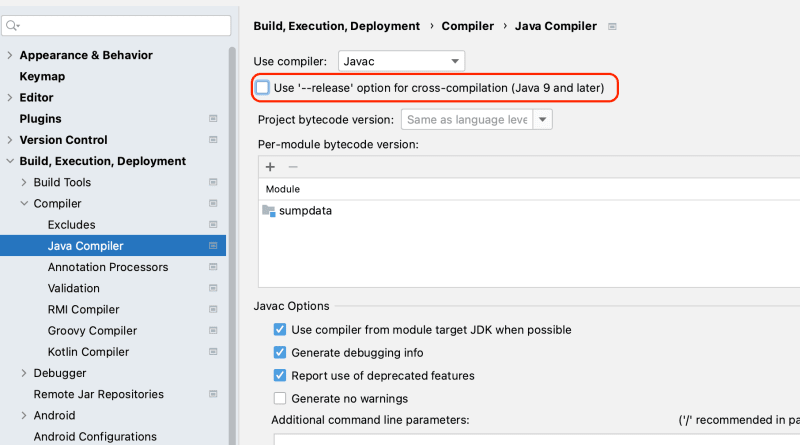 Build, Execution, Deployment › Compiler › Java Compiler
Appearance & Behavior
Keymap
Editor
Plugins
Version Control
Build, Execution, Deployment
Build Tools
Compiler
Excludes
Java Compiler
Annotation Processors
Validation
RMI Compiler
Groovy Compiler
Kotlin Compiler
Debugger
Remote Jar Repositories
Android
Android Configurations
Use compiler: Javac
Use '--release' option for cross-compilation (Java 9 and later)
Project bytecode version: Same as language leve
Per-module bytecode version:
+ −
Module
sumpdata
Javac Options
Use compiler from module target JDK when possible
Generate debugging info
Report use of deprecated features
Generate no warnings
Additional command line parameters: ('/' recommended in pa